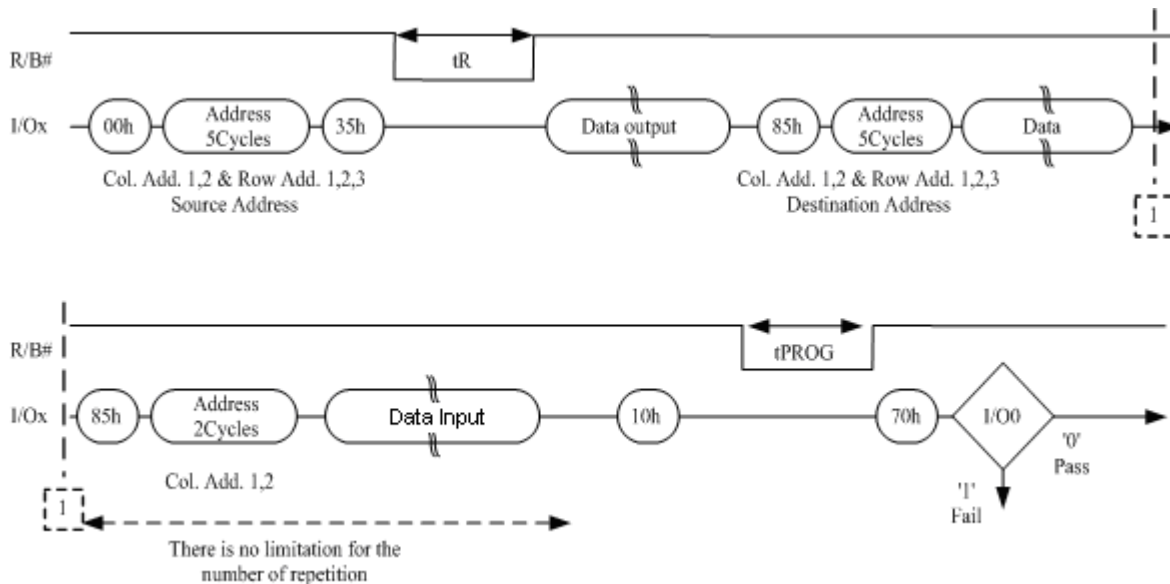 R/B#
tR
I/Ox
00h
Address
5Cycles
35h
Data output
85h
Address
5Cycles
Data
Col. Add. 1,2 & Row Add. 1,2,3
Source Address
Col. Add. 1,2 & Row Add. 1,2,3
Destination Address
1
R/B#
tPROG
I/Ox
85h
Address
2Cycles
Data Input
10h
70h
I/O0
'0'
Pass
Col. Add. 1,2
'1'
Fail
1
There is no limitation for the
number of repetition